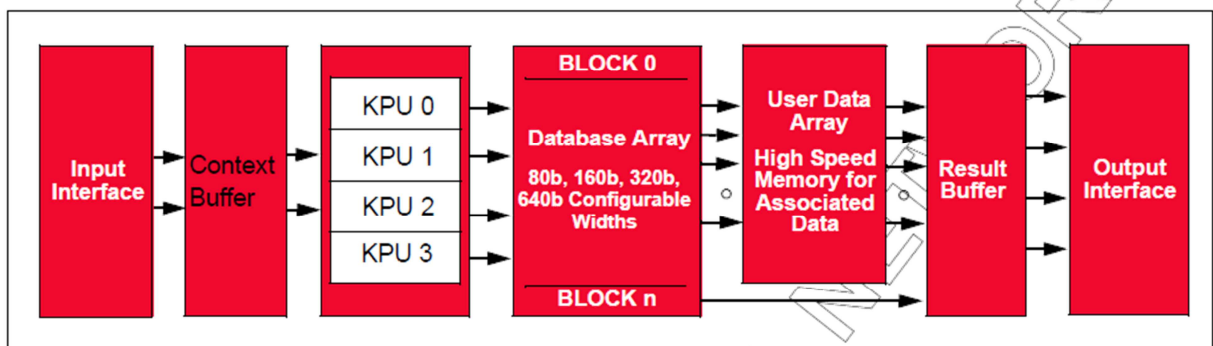 Input
Interface
Context
Buffer
KPU 0
KPU 1
KPU 2
KPU 3
BLOCK 0
Database Array
80b, 160b, 320b,
640b Configurable
Widths
BLOCK n
User Data
Array
High Speed
Memory for
Associated
Data
Result
Buffer
Output
Interface